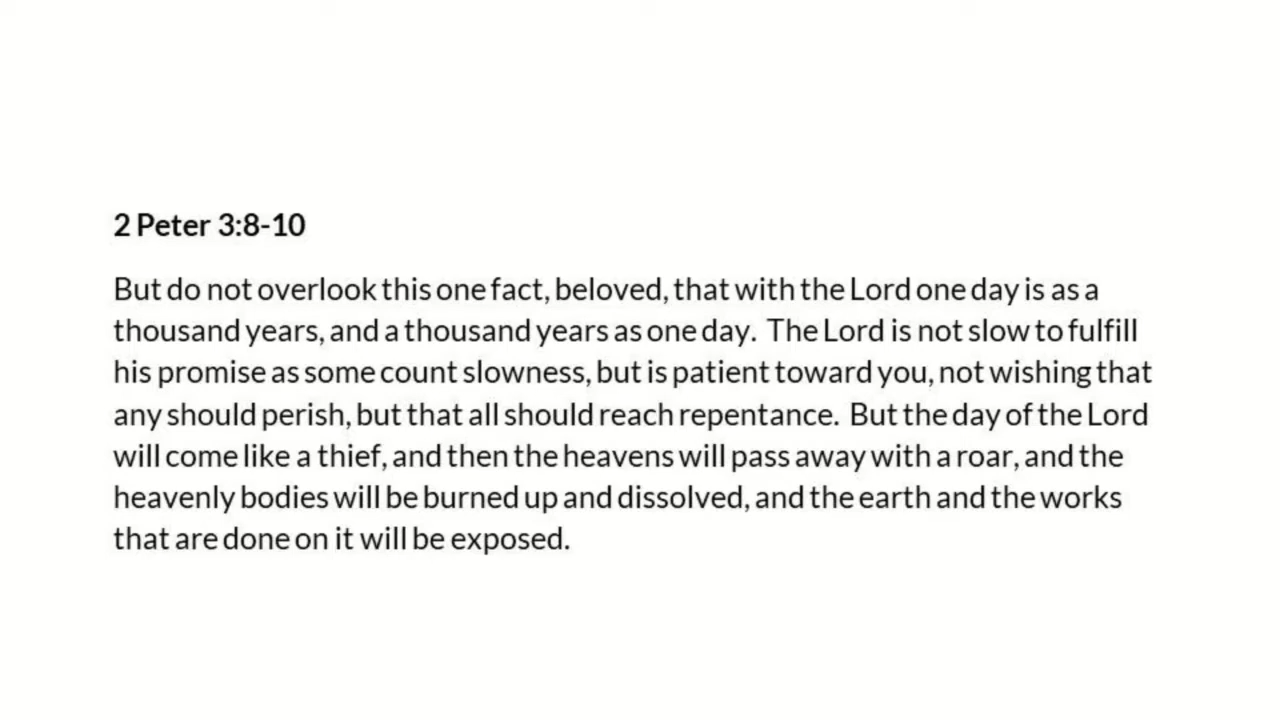 2 Peter 3:8-10
But do not overlook this one fact, beloved, that with the Lord one day is as a
thousand years, and a thousand years as one day.  The Lord is not slow to fulfill
his promise as some count slowness, but is patient toward you, not wishing that
any should perish, but that all should reach repentance.  But the day of the Lord
will come like a thief, and then the heavens will pass away with a roar, and the
heavenly bodies will be burned up and dissolved, and the earth and the works
that are done on it will be exposed.